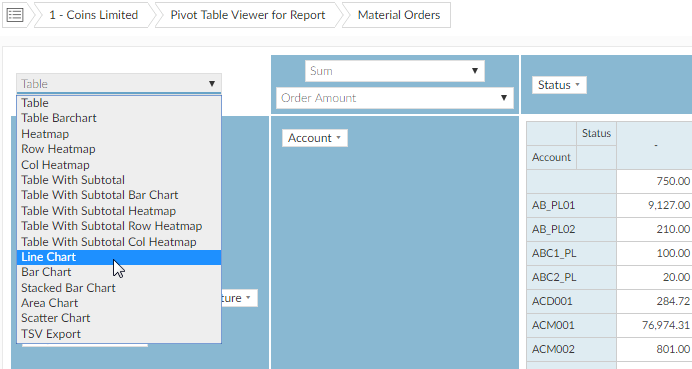 1 - Coins Limited Pivot Table Viewer for Report Material Orders
Table
Sum
Order Amount
Status
Table
Table Barchart
Heatmap
Row Heatmap
Col Heatmap
Table With Subtotal
Table With Subtotal Bar Chart
Table With Subtotal Heatmap
Table With Subtotal Row Heatmap
Table With Subtotal Col Heatmap
Line Chart
Bar Chart
Stacked Bar Chart
Area Chart
Scatter Chart
TSV Export
ture
Account
Status -
Account
750.00
AB_PL01 9,127.00
AB_PL02 210.00
ABC1_PL 100.00
ABC2_PL 20.00
ACD001 284.72
ACM001 76,974.31
ACM002 801.00